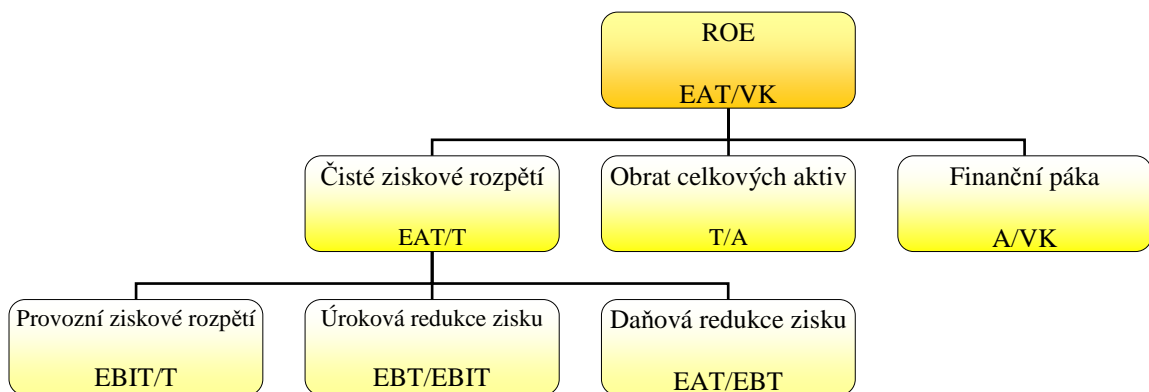 ROE
EAT/VK
Čisté ziskové rozpětí
EAT/T
Obrat celkových aktiv
T/A
Finanční páka
A/VK
Provozní ziskové rozpětí
EBIT/T
Úroková redukce zisku
EBT/EBIT
Daňová redukce zisku
EAT/EBT